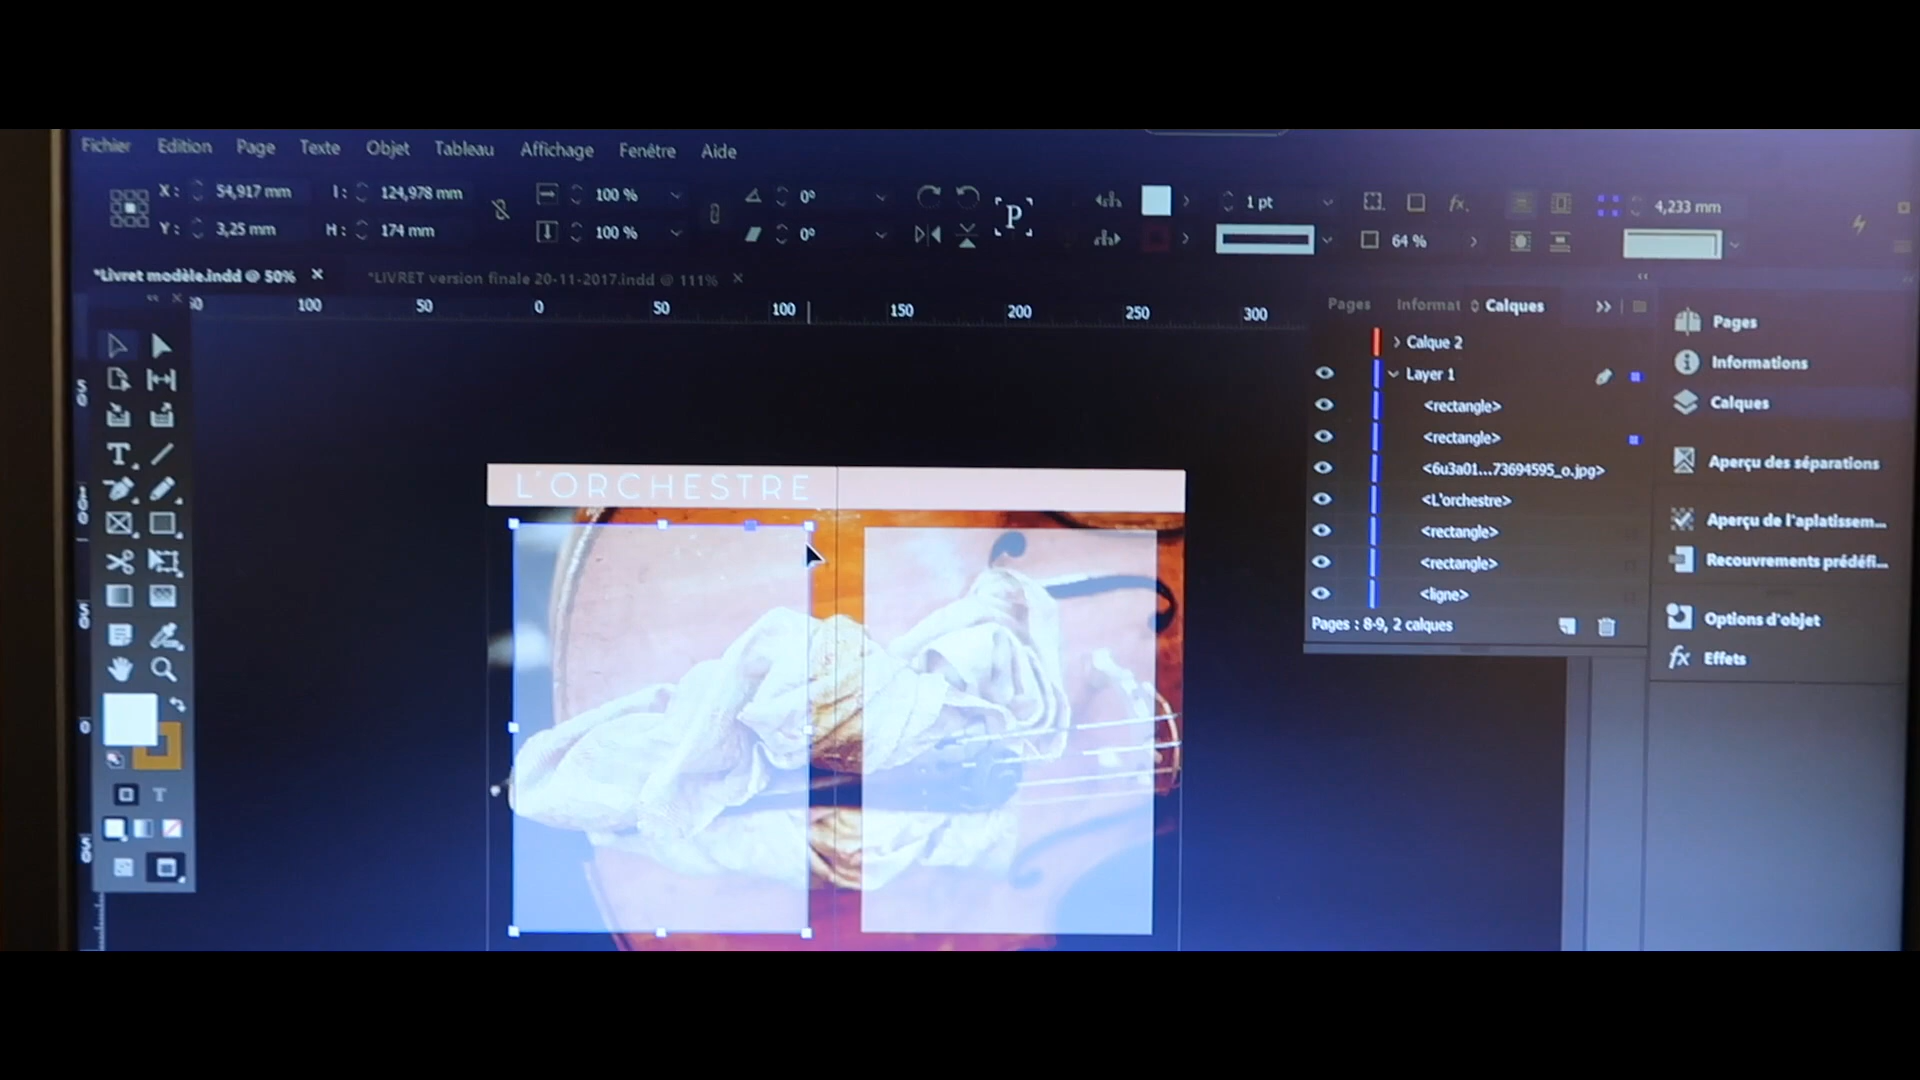 Fichier Edition Page Texte Objet Tableau Affichage Fenêtre Aide
X : 54,917 mm I : 124,978 mm 100 % 0° 1 pt 4,233 mm
Y : 3,25 mm H : 174 mm 100 % 0° P 64 %
*Livret modèle.indd @ 50% × *LIVRET version finale 20-11-2017.indd @ 111% ×
100 50 0 50 100 150 200 250 300
Pages Informat Calques
Calque 2
Layer 1
<rectangle>
<rectangle>
<6u3a01...73694595_o.jpg>
<L'orchestre>
<rectangle>
<rectangle>
<ligne>
Pages : 8-9, 2 calques
Pages
Informations
Calques
Aperçu des séparations
Aperçu de l'aplatissem...
Recouvrements prédéfi...
Options d'objet
fx Effets
L'ORCHESTRE